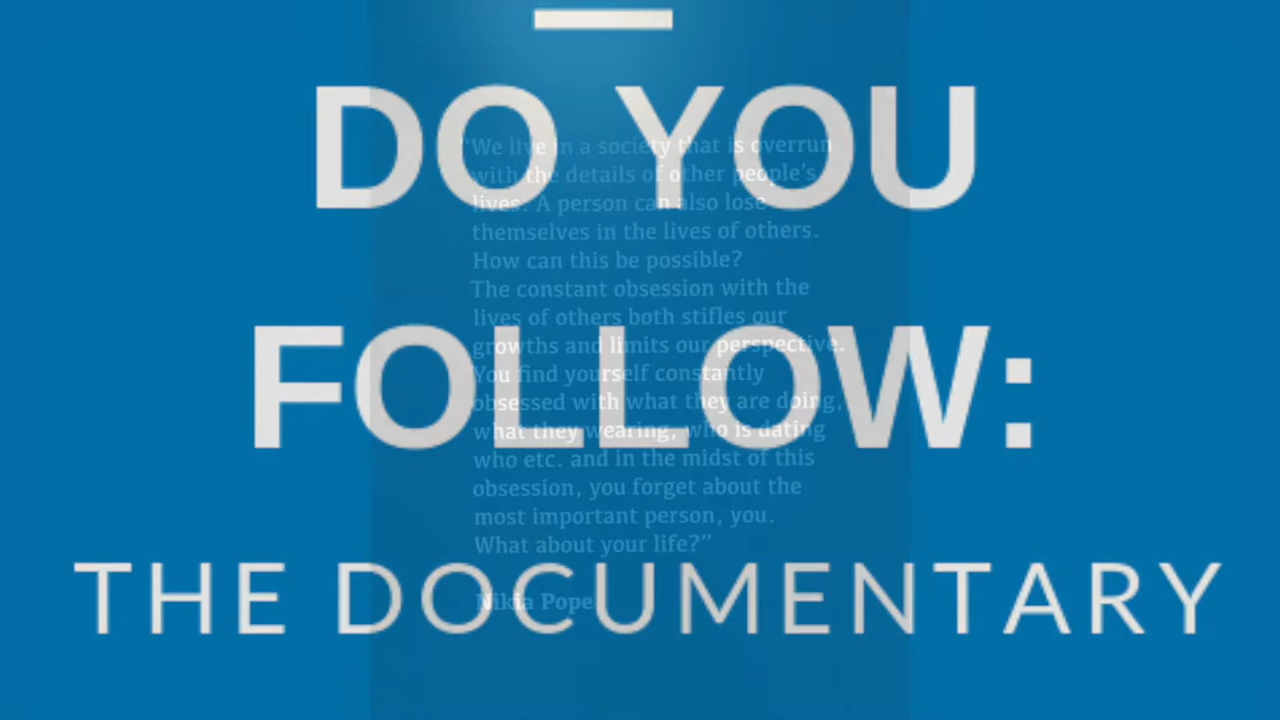 DO YOU
FOLLOW:
THE DOCUMENTARY
"We live in a society that is overrun
with the details of other people's
lives. A person can also lose
themselves in the lives of others.
How can this be possible?
The constant obsession with the
lives of others both stifles our
growths and limits our perspective.
You find yourself constantly
obsessed with what they are doing,
what they wearing, who is dating
who etc. and in the midst of this
obsession, you forget about the
most important person, you.
What about your life?”
Nikia Pope